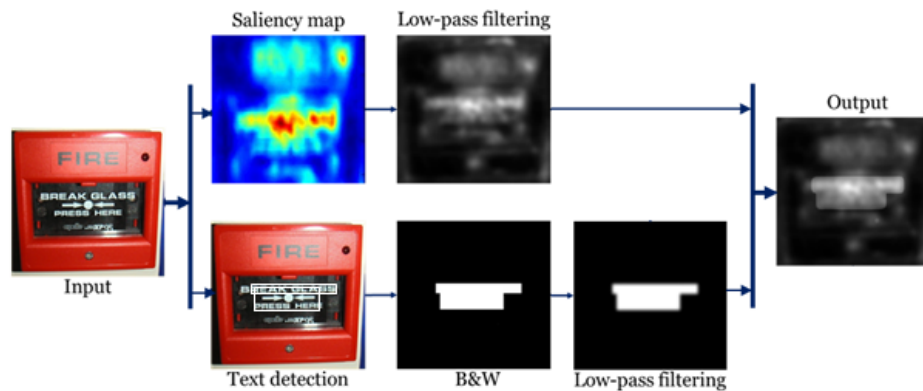 Saliency map
Low-pass filtering
Output
FIRE
BREAK GLASS
PRESS HERE
Input
FIRE
BREAK GLASS
PRESS HERE
Text detection
B&W
Low-pass filtering